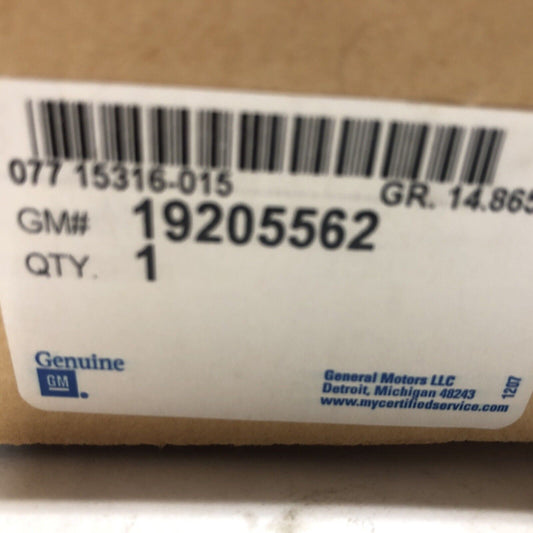 077 15316-015 GR. 14.865
GM# 19205562
QTY. 1
Genuine
GM
General Motors LLC
Detroit, Michigan 48243
www.mycertifiedservice.com
1207